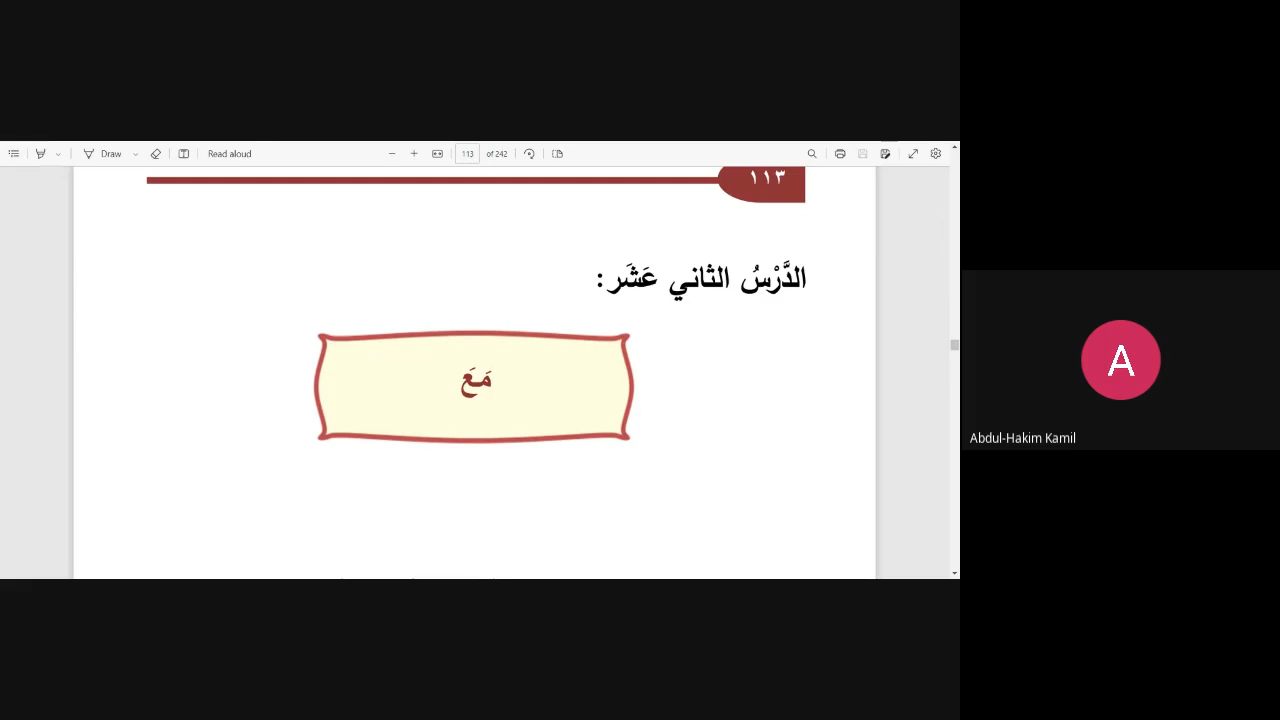 Draw
Read aloud
113 of 242
١١٣
الدَّرْسُ الثاني عَشَر:
مَعَ
A
Abdul-Hakim Kamil